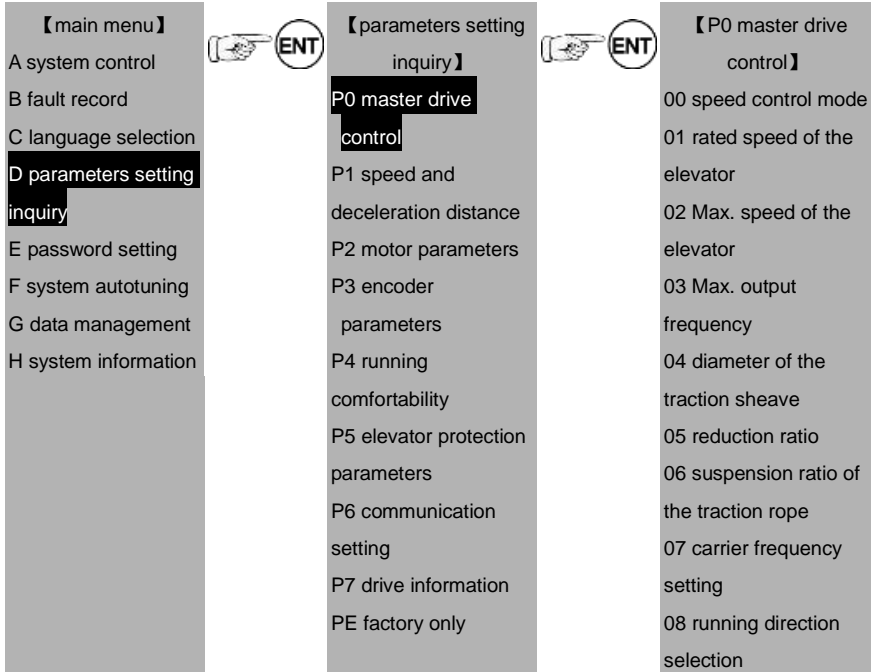 【main menu】
A system control
B fault record
C language selection
D parameters setting
inquiry
E password setting
F system autotuning
G data management
H system information
ENT
【parameters setting
inquiry】
P0 master drive
control
P1 speed and
deceleration distance
P2 motor parameters
P3 encoder
parameters
P4 running
comfortability
P5 elevator protection
parameters
P6 communication
setting
P7 drive information
PE factory only
ENT
【P0 master drive
control】
00 speed control mode
01 rated speed of the
elevator
02 Max. speed of the
elevator
03 Max. output
frequency
04 diameter of the
traction sheave
05 reduction ratio
06 suspension ratio of
the traction rope
07 carrier frequency
setting
08 running direction
selection